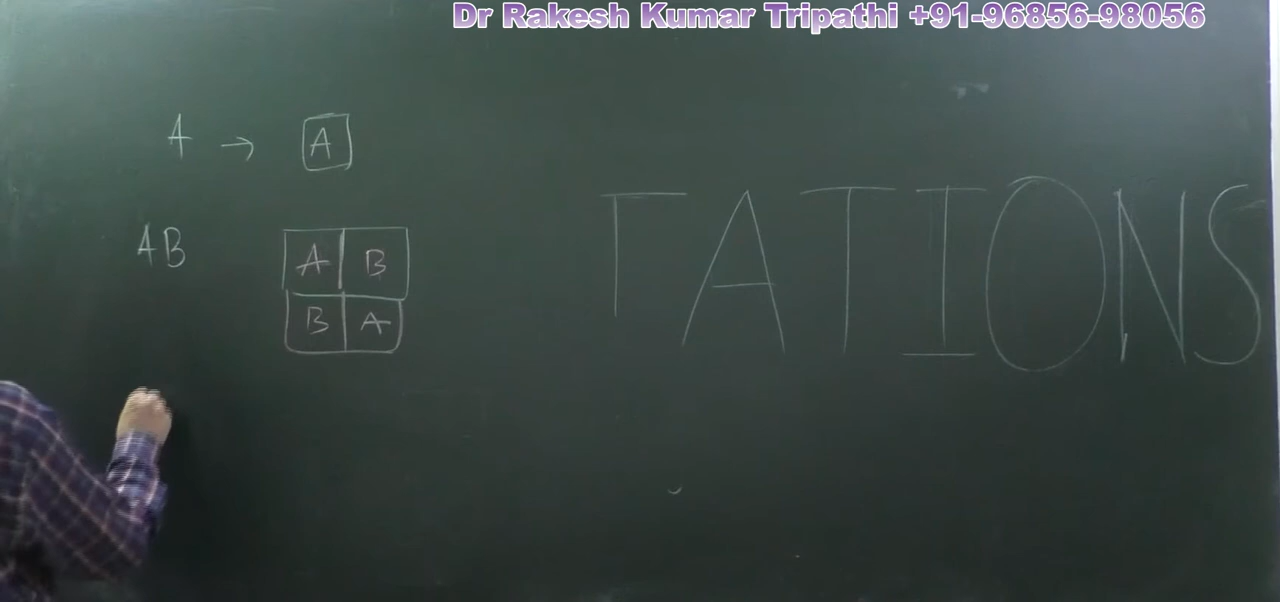 Dr Rakesh Kumar Tripathi +91-96856-98056
A → A
AB
A B
B A
TATIONS